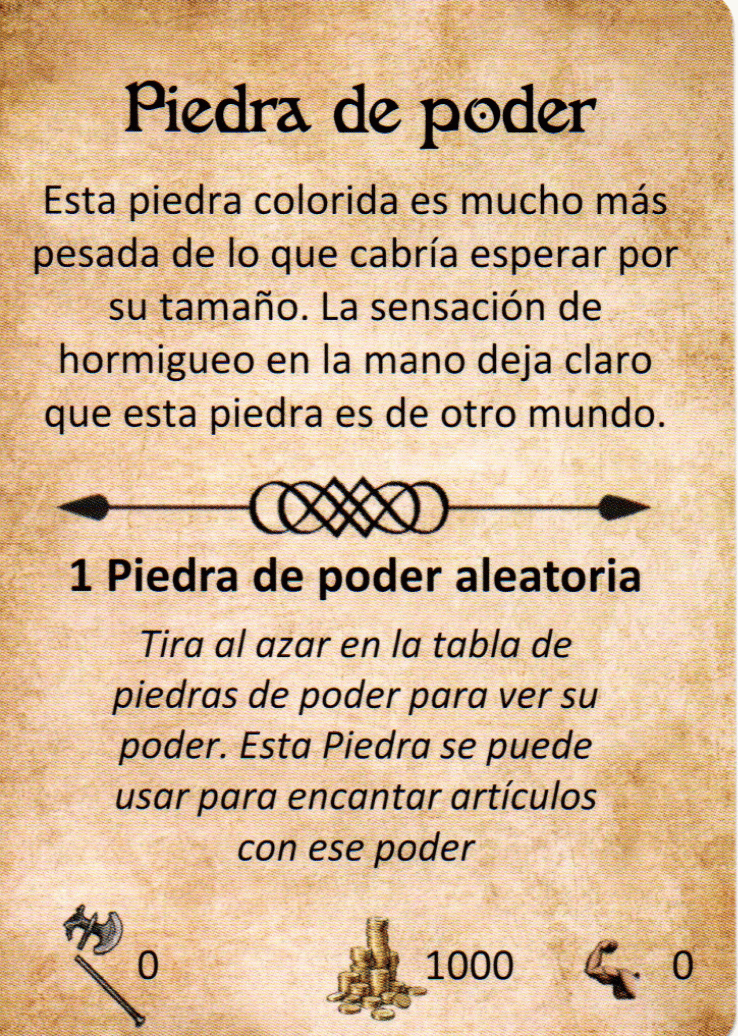 Piedra de poder
Esta piedra colorida es mucho más
pesada de lo que cabría esperar por
su tamaño. La sensación de
hormigueo en la mano deja claro
que esta piedra es de otro mundo.
1 Piedra de poder aleatoria
Tira al azar en la tabla de
piedras de poder para ver su
poder. Esta Piedra se puede
usar para encantar artículos
con ese poder
0 1000 0